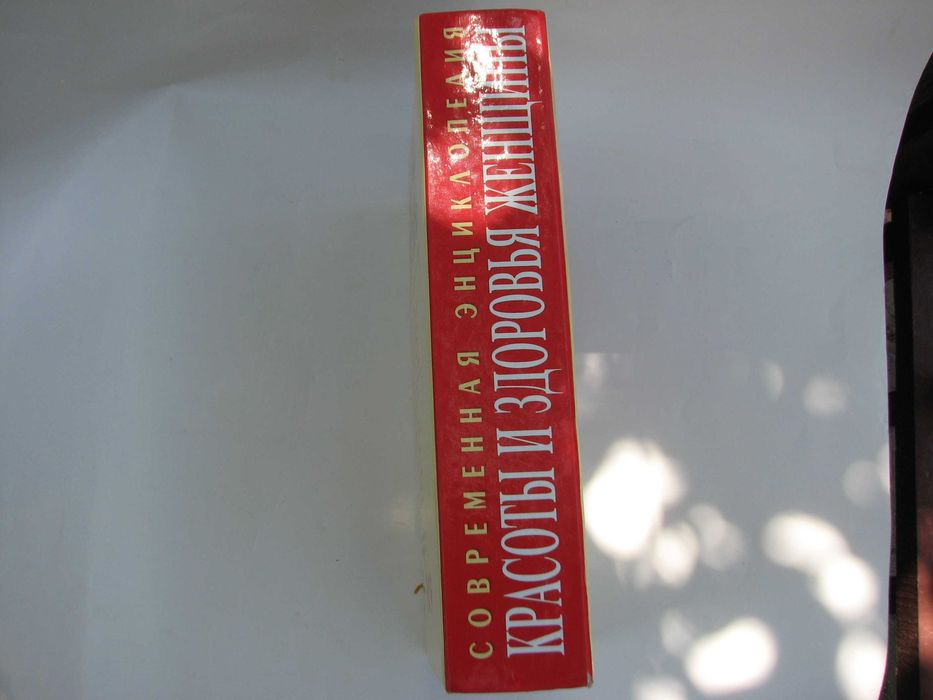 СОВРЕМЕННАЯ ЭНЦИКЛОПЕДИЯ
КРАСОТЫ И ЗДОРОВЬЯ ЖЕНЩИНЫ